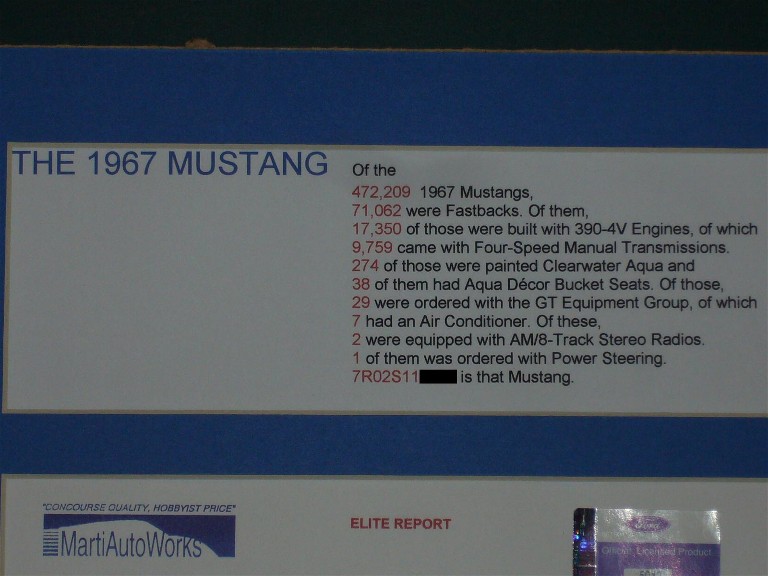 THE 1967 MUSTANG
Of the
472,209 1967 Mustangs,
71,062 were Fastbacks. Of them,
17,350 of those were built with 390-4V Engines, of which
9,759 came with Four-Speed Manual Transmissions.
274 of those were painted Clearwater Aqua and
38 of them had Aqua Décor Bucket Seats. Of those,
29 were ordered with the GT Equipment Group, of which
7 had an Air Conditioner. Of these,
2 were equipped with AM/8-Track Stereo Radios.
1 of them was ordered with Power Steering.
7R02S11 is that Mustang.
"CONCOURSE QUALITY, HOBBYIST PRICE"
MartiAutoWorks
ELITE REPORT
Ford
Official Licensed Product